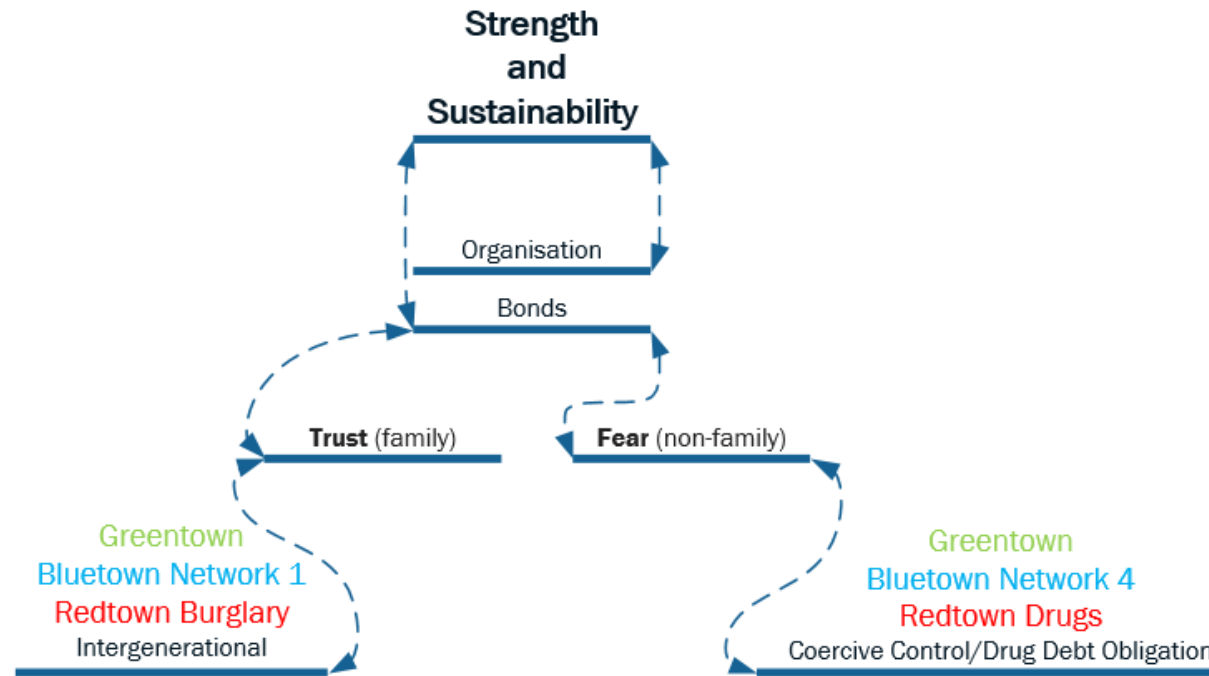 Strength
and
Sustainability
Organisation
Bonds
Trust (family)
Fear (non-family)
Greentown
Bluetown Network 1
Redtown Burglary
Intergenerational
Greentown
Bluetown Network 4
Redtown Drugs
Coercive Control/Drug Debt Obligation